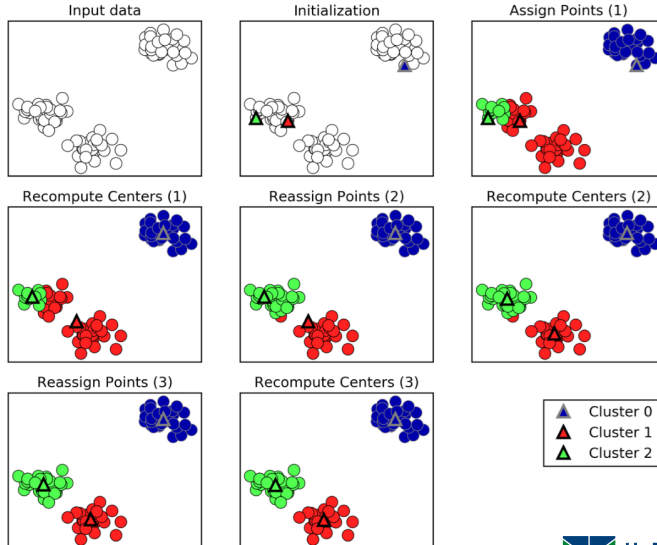 Input data
Initialization
Assign Points (1)
Recompute Centers (1)
Reassign Points (2)
Recompute Centers (2)
Reassign Points (3)
Recompute Centers (3)
Cluster 0
Cluster 1
Cluster 2